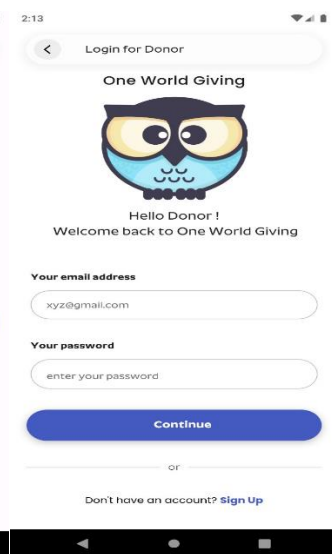 2:13
Login for Donor
One World Giving
Hello Donor !
Welcome back to One World Giving
Your email address
xyz@gmail.com
Your password
enter your password
Continue
or
Don't have an account? Sign Up